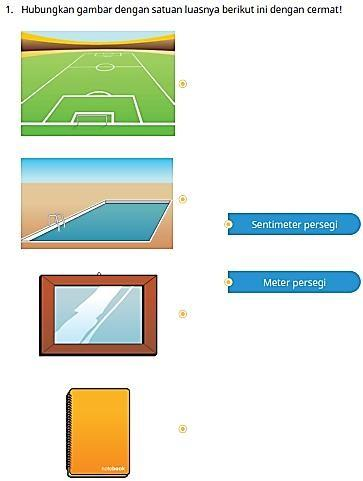 1. Hubungkan gambar dengan satuan luasnya berikut ini dengan cermat!
Sentimeter persegi
Meter persegi
notebook